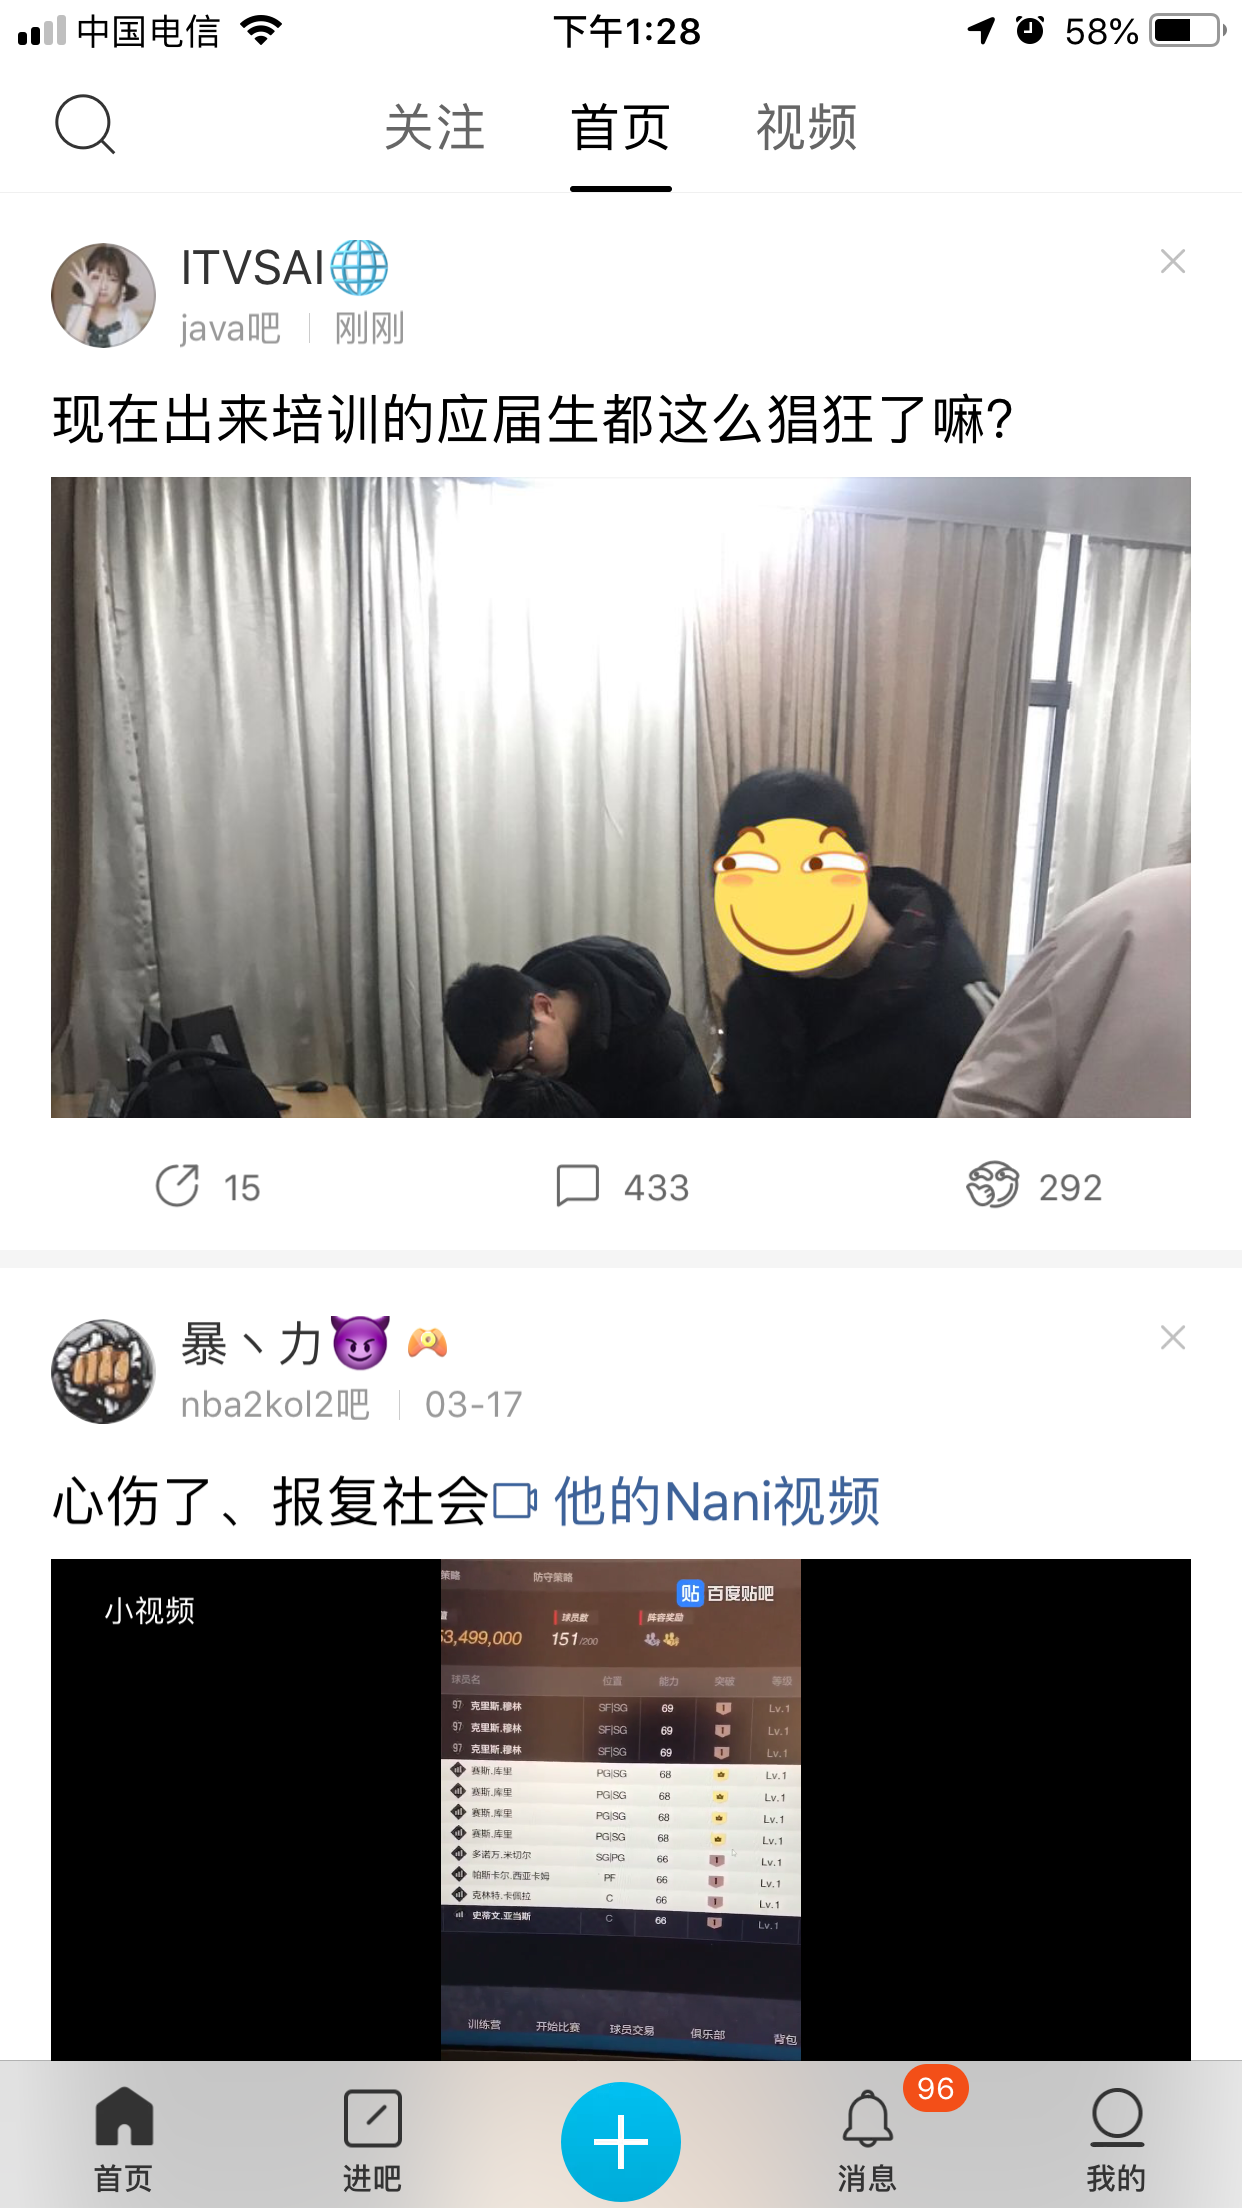 中国电信 下午1:28 58%
关注 首页 视频
ITVSAI
java吧 刚刚
现在出来培训的应届生都这么猖狂了嘛?
15 433 292
暴丶力
nba2kol2吧 03-17
心伤了、报复社会 他的Nani视频
小视频
策略 防守策略
贴 百度贴吧
球员数 阵容奖励
3,499,000 151/200
球员名 位置 能力 突破 等级
97 克里斯.穆林 SF|SG 69 Lv.1
97 克里斯.穆林 SF|SG 69 Lv.1
97 克里斯.穆林 SF|SG 69 Lv.1
赛斯.库里 PG|SG 68 Lv.1
赛斯.库里 PG|SG 68 Lv.1
赛斯.库里 PG|SG 68 Lv.1
赛斯.库里 PG|SG 68 Lv.1
多诺万.米切尔 SG|PG 66 Lv.1
帕斯卡尔.西亚卡姆 PF 66 Lv.1
克林特.卡佩拉 C 66 Lv.1
史蒂文.亚当斯 C 66 Lv.1
训练营 开始比赛 球员交易 俱乐部 背包
96
首页 进吧 消息 我的